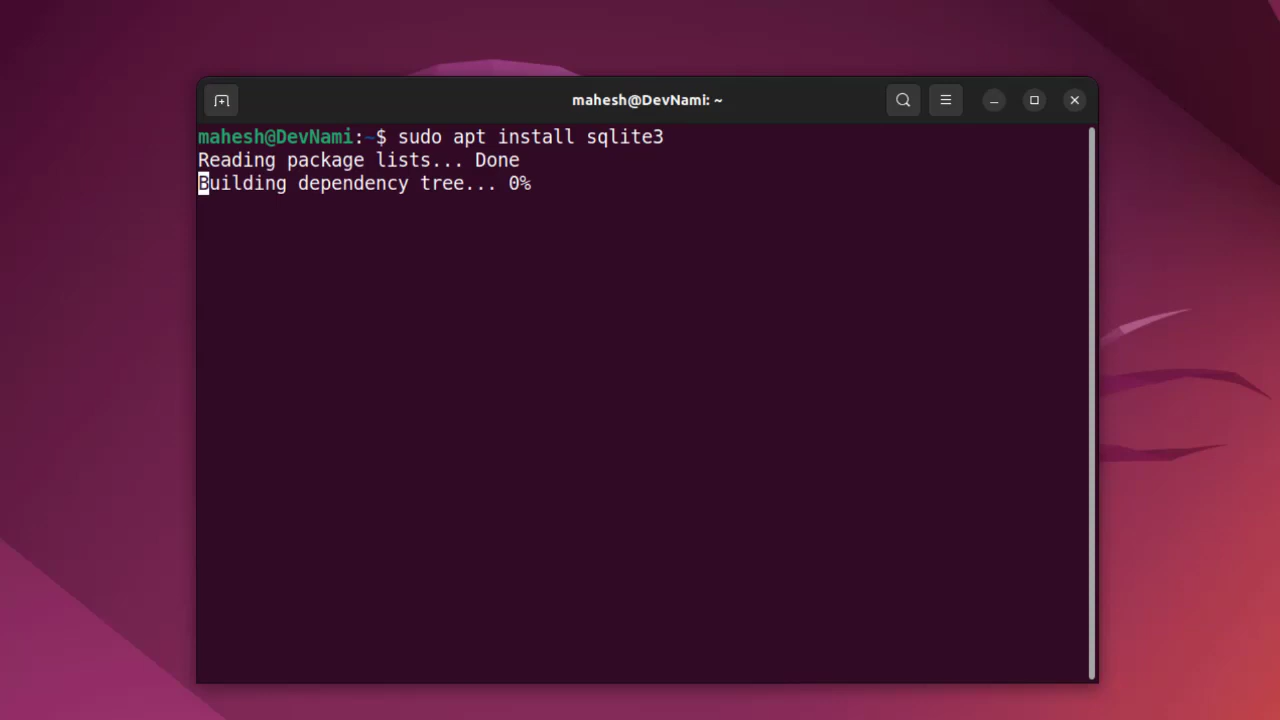 mahesh@DevNami: ~
mahesh@DevNami:~$ sudo apt install sqlite3
Reading package lists... Done
Building dependency tree... 0%